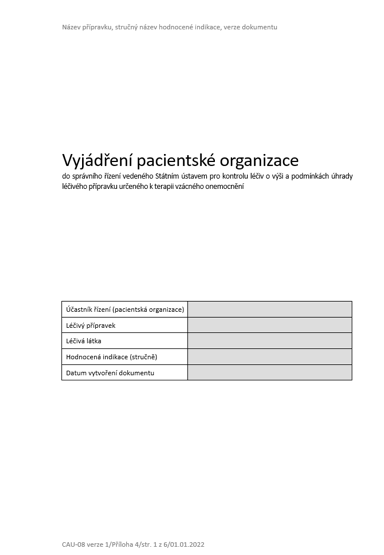 Název přípravku, stručný název hodnocené indikace, verze dokumentu
Vyjádření pacientské organizace
do správního řízení vedeného Státním ústavem pro kontrolu léčiv o výši a podmínkách úhrady
léčivého přípravku určeného k terapii vzácného onemocnění
Účastník řízení (pacientská organizace)
Léčivý přípravek
Léčivá látka
Hodnocená indikace (stručně)
Datum vytvoření dokumentu
CAU-08 verze 1/Příloha 4/str. 1 z 6/01.01.2022